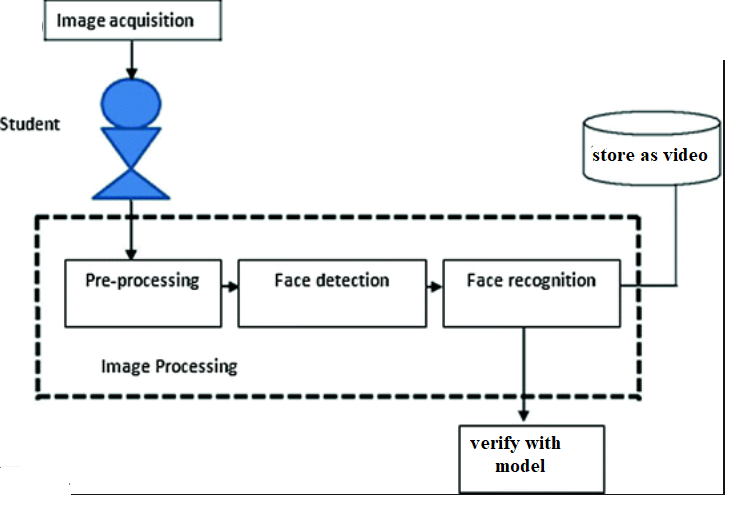 Image acquisition
Student
store as video
Pre-processing
Face detection
Face recognition
Image Processing
verify with
model